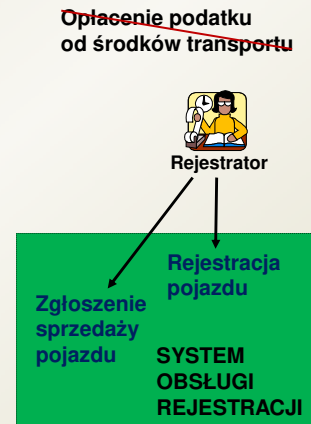 Opłacenie podatku
od środków transportu
Rejestrator
Rejestracja
pojazdu
Zgłoszenie
sprzedaży
pojazdu
SYSTEM
OBSŁUGI
REJESTRACJI